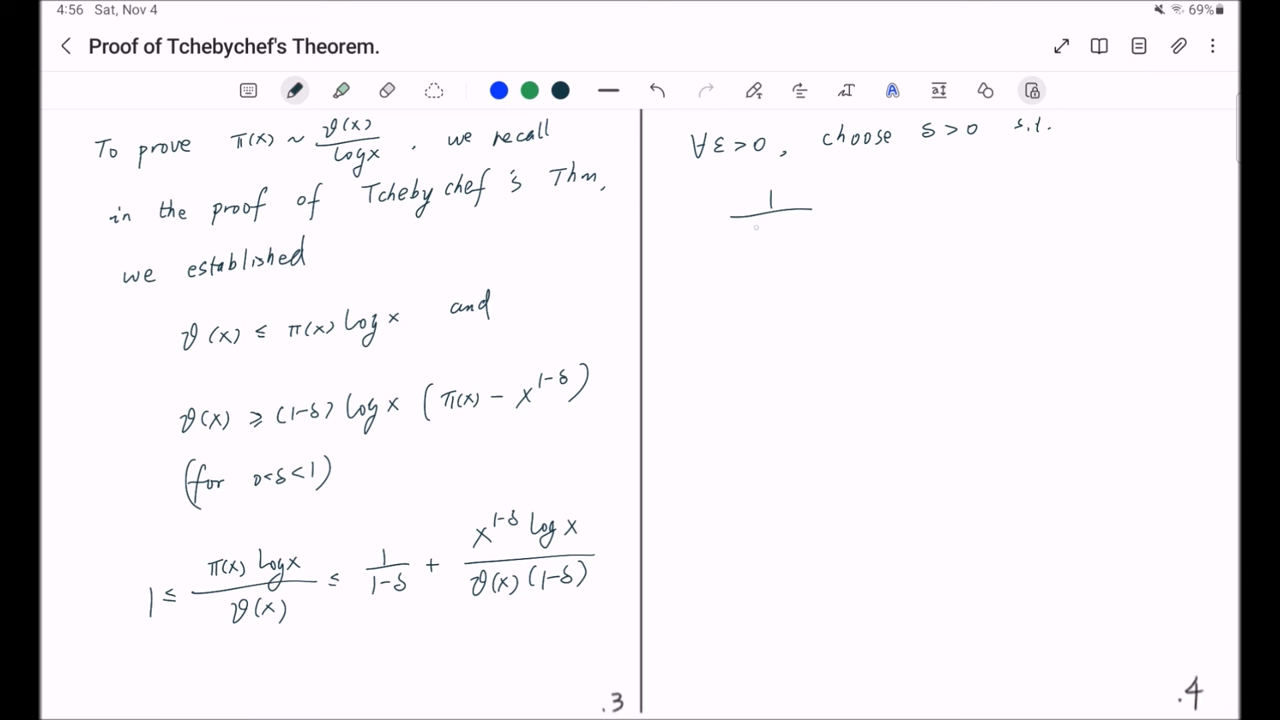 4:56 Sat, Nov 4
69%
Proof of Tchebychef's Theorem.
To prove π(x) ~ ϑ(x)/log x , we recall
in the proof of Tchebychef's Thm,
we established
ϑ(x) ≤ π(x) log x and
ϑ(x) ≥ (1-δ) log x (π(x) - x^{1-δ})
(for 0<δ<1)
1 ≤ π(x) log x / ϑ(x) ≤ 1/(1-δ) + x^{1-δ} log x / ϑ(x)(1-δ)
.3
∀ε>0, choose δ>0 s.t.
1
.4